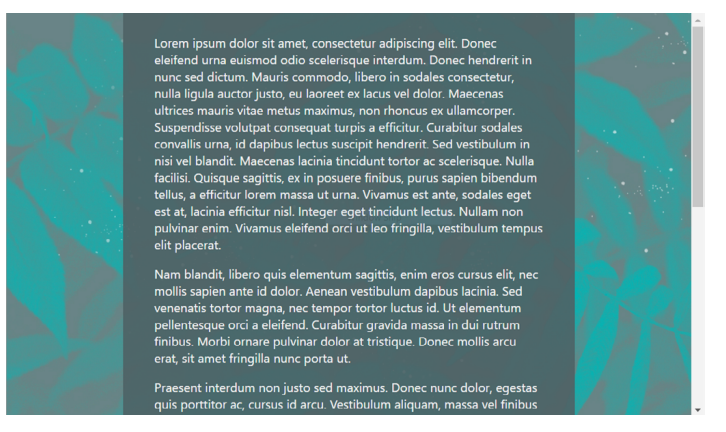 Lorem ipsum dolor sit amet, consectetur adipiscing elit. Donec
eleifend urna euismod odio scelerisque interdum. Donec hendrerit in
nunc sed dictum. Mauris commodo, libero in sodales consectetur,
nulla ligula auctor justo, eu laoreet ex lacus vel dolor. Maecenas
ultrices mauris vitae metus maximus, non rhoncus ex ullamcorper.
Suspendisse volutpat consequat turpis a efficitur. Curabitur sodales
convallis urna, id dapibus lectus suscipit hendrerit. Sed vestibulum in
nisi vel blandit. Maecenas lacinia tincidunt tortor ac scelerisque. Nulla
facilisi. Quisque sagittis, ex in posuere finibus, purus sapien bibendum
tellus, a efficitur lorem massa ut urna. Vivamus est ante, sodales eget
est at, lacinia efficitur nisl. Integer eget tincidunt lectus. Nullam non
pulvinar enim. Vivamus eleifend orci ut leo fringilla, vestibulum tempus
elit placerat.
Nam blandit, libero quis elementum sagittis, enim eros cursus elit, nec
mollis sapien ante id dolor. Aenean vestibulum dapibus lacinia. Sed
venenatis tortor magna, nec tempor tortor luctus id. Ut elementum
pellentesque orci a eleifend. Curabitur gravida massa in dui rutrum
finibus. Morbi ornare pulvinar dolor at tristique. Donec mollis arcu
erat, sit amet fringilla nunc porta ut.
Praesent interdum non justo sed maximus. Donec nunc dolor, egestas
quis porttitor ac, cursus id arcu. Vestibulum aliquam, massa vel finibus